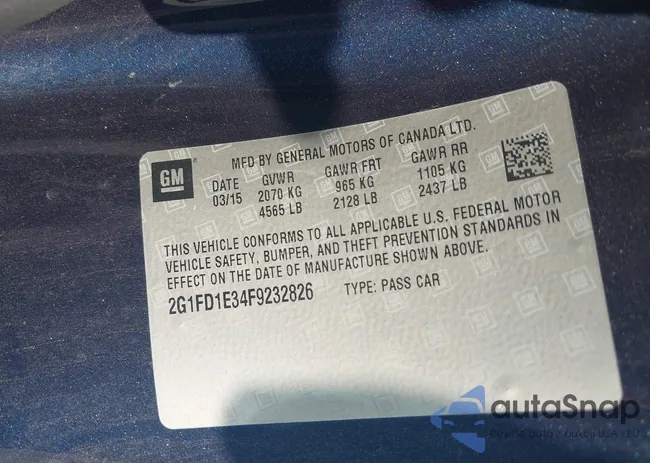 MFD BY GENERAL MOTORS OF CANADA LTD.
GM
DATE GVWR GAWR FRT GAWR RR
03/15 2070 KG 965 KG 1105 KG
4565 LB 2128 LB 2437 LB
THIS VEHICLE CONFORMS TO ALL APPLICABLE U.S. FEDERAL MOTOR
VEHICLE SAFETY, BUMPER, AND THEFT PREVENTION STANDARDS IN
EFFECT ON THE DATE OF MANUFACTURE SHOWN ABOVE.
2G1FD1E34F9232826 TYPE: PASS CAR
autoSnap